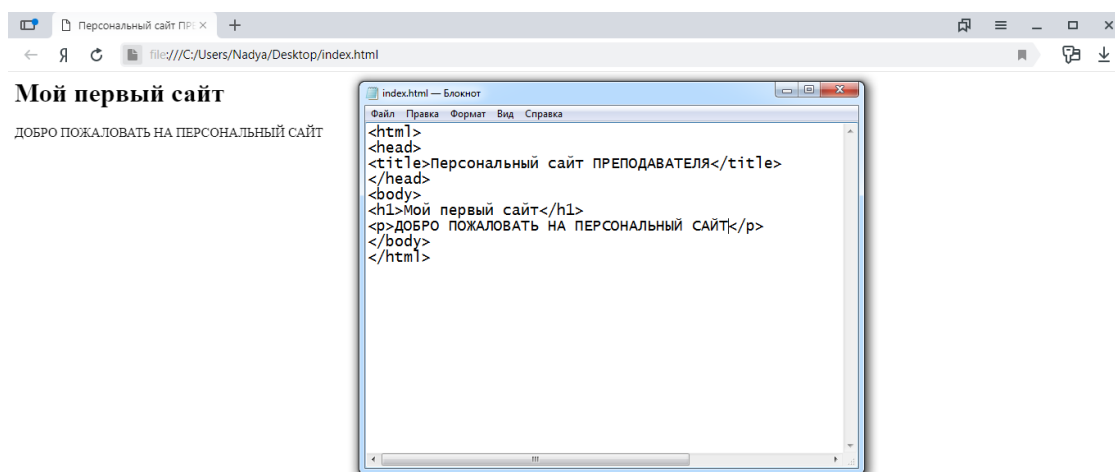 Персональный сайт ПРЕ
file:///C:/Users/Nadya/Desktop/index.html
Мой первый сайт
ДОБРО ПОЖАЛОВАТЬ НА ПЕРСОНАЛЬНЫЙ САЙТ
index.html — Блокнот
Файл Правка Формат Вид Справка
<html>
<head>
<title>Персональный сайт ПРЕПОДАВАТЕЛЯ</title>
</head>
<body>
<h1>Мой первый сайт</h1>
<p>ДОБРО ПОЖАЛОВАТЬ НА ПЕРСОНАЛЬНЫЙ САЙТ</p>
</body>
</html>